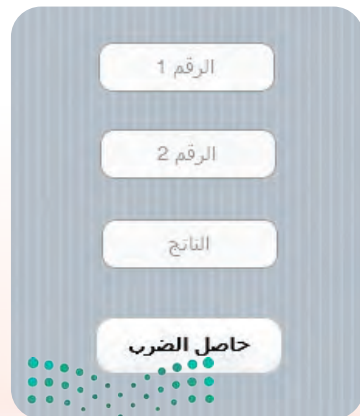 الرقم 1
الرقم 2
الناتج
حاصل الضرب